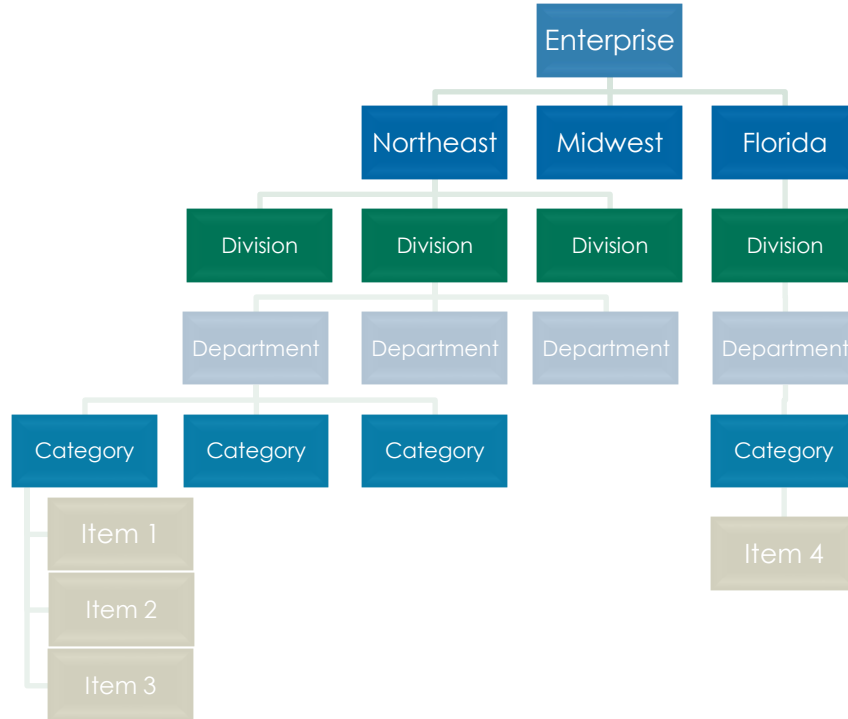 Enterprise
Northeast
Midwest
Florida
Division
Division
Division
Division
Department
Department
Department
Department
Category
Category
Category
Category
Item 1
Item 4
Item 2
Item 3